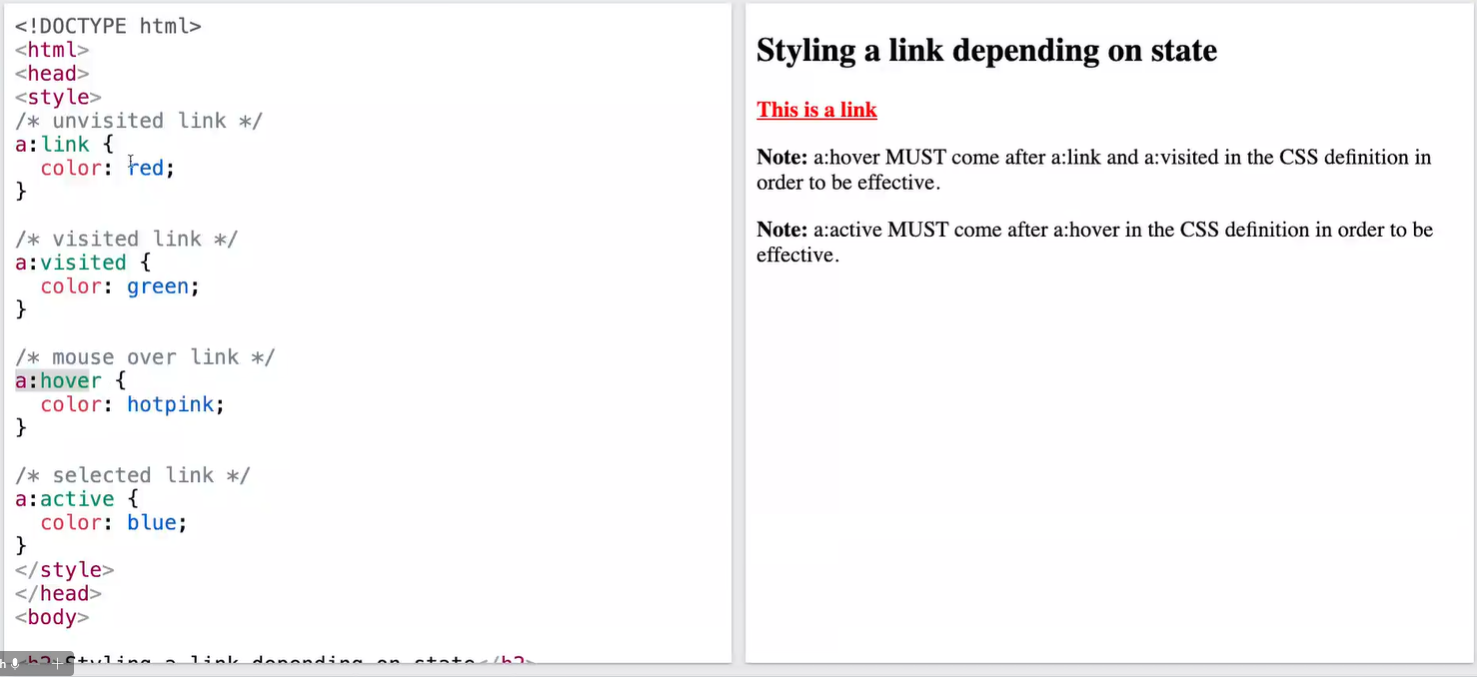 <!DOCTYPE html>
<html>
<head>
<style>
/* unvisited link */
a:link {
  color: red;
}
/* visited link */
a:visited {
  color: green;
}
/* mouse over link */
a:hover {
  color: hotpink;
}
/* selected link */
a:active {
  color: blue;
}
</style>
</head>
<body>
<h2>Styling a link depending on state</h2>
Styling a link depending on state
This is a link
Note: a:hover MUST come after a:link and a:visited in the CSS definition in
order to be effective.
Note: a:active MUST come after a:hover in the CSS definition in order to be
effective.